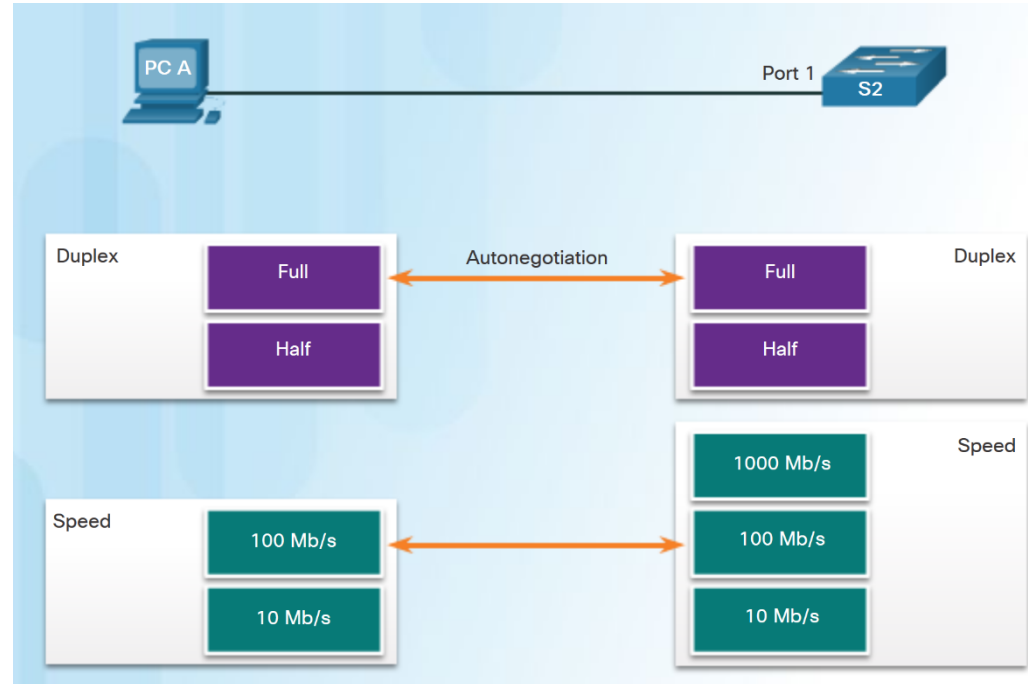 PC A
Port 1
S2
Duplex
Full
Half
Autonegotiation
Full
Half
Duplex
Speed
100 Mb/s
10 Mb/s
1000 Mb/s
100 Mb/s
10 Mb/s
Speed